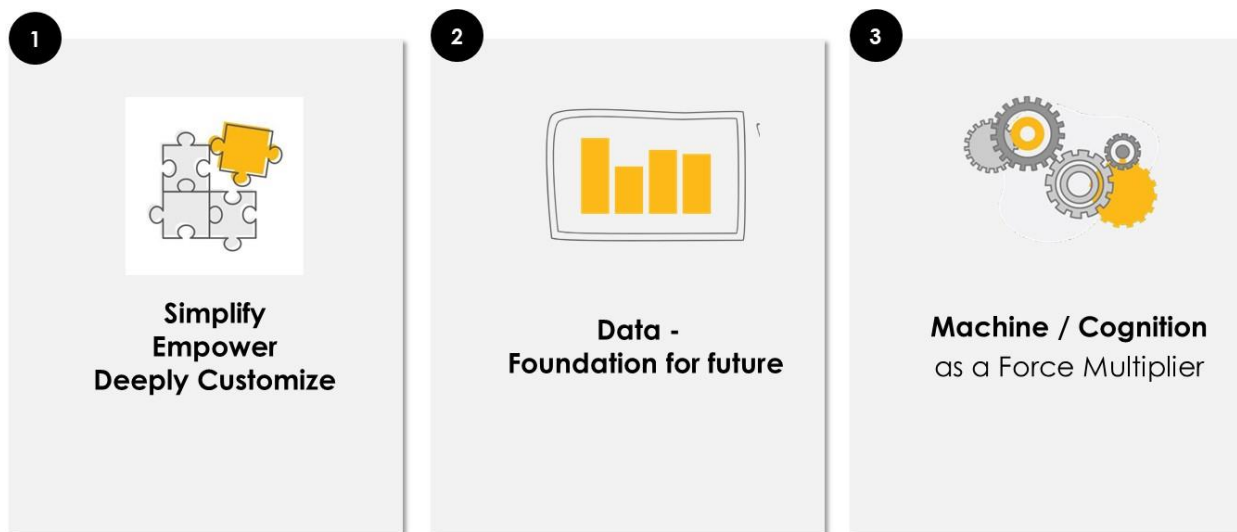 1
Simplify
Empower
Deeply Customize
2
Data -
Foundation for future
3
Machine / Cognition
as a Force Multiplier